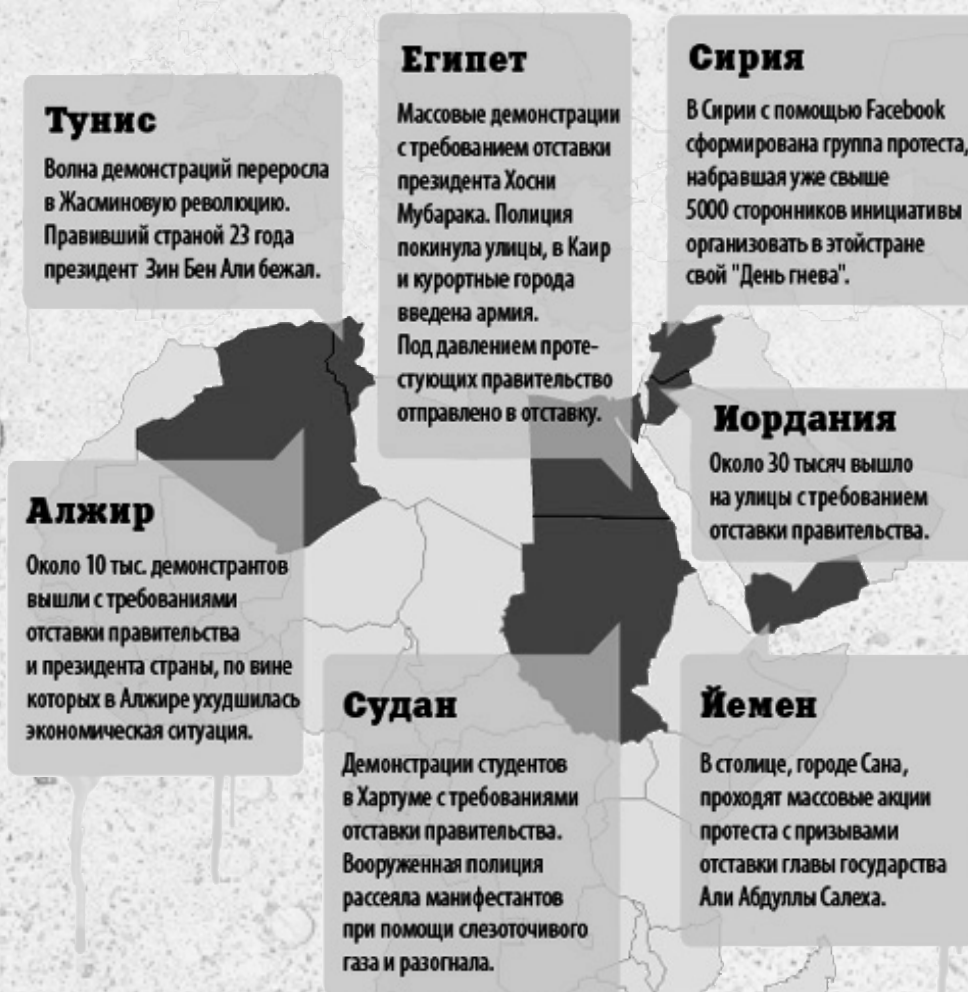 Тунис
Волна демонстраций переросла
в Жасминовую революцию.
Правивший страной 23 года
президент Зин Бен Али бежал.
Египет
Массовые демонстрации
с требованием отставки
президента Хосни
Мубарака. Полиция
покинула улицы, в Каир
и курортные города
введена армия.
Под давлением проте-
стующих правительство
отправлено в отставку.
Сирия
В Сирии с помощью Facebook
сформирована группа протеста,
набравшая уже свыше
5000 сторонников инициативы
организовать в этойстране
свой "День гнева".
Иордания
Около 30 тысяч вышло
на улицы с требованием
отставки правительства.
Алжир
Около 10 тыс. демонстрантов
вышли с требованиями
отставки правительства
и президента страны, по вине
которых в Алжире ухудшилась
экономическая ситуация.
Судан
Демонстрации студентов
в Хартуме с требованиями
отставки правительства.
Вооруженная полиция
рассеяла манифестантов
при помощи слезоточивого
газа и разогнала.
Йемен
В столице, городе Сана,
проходят массовые акции
протеста с призывами
отставки главы государства
Али Абдуллы Салеха.